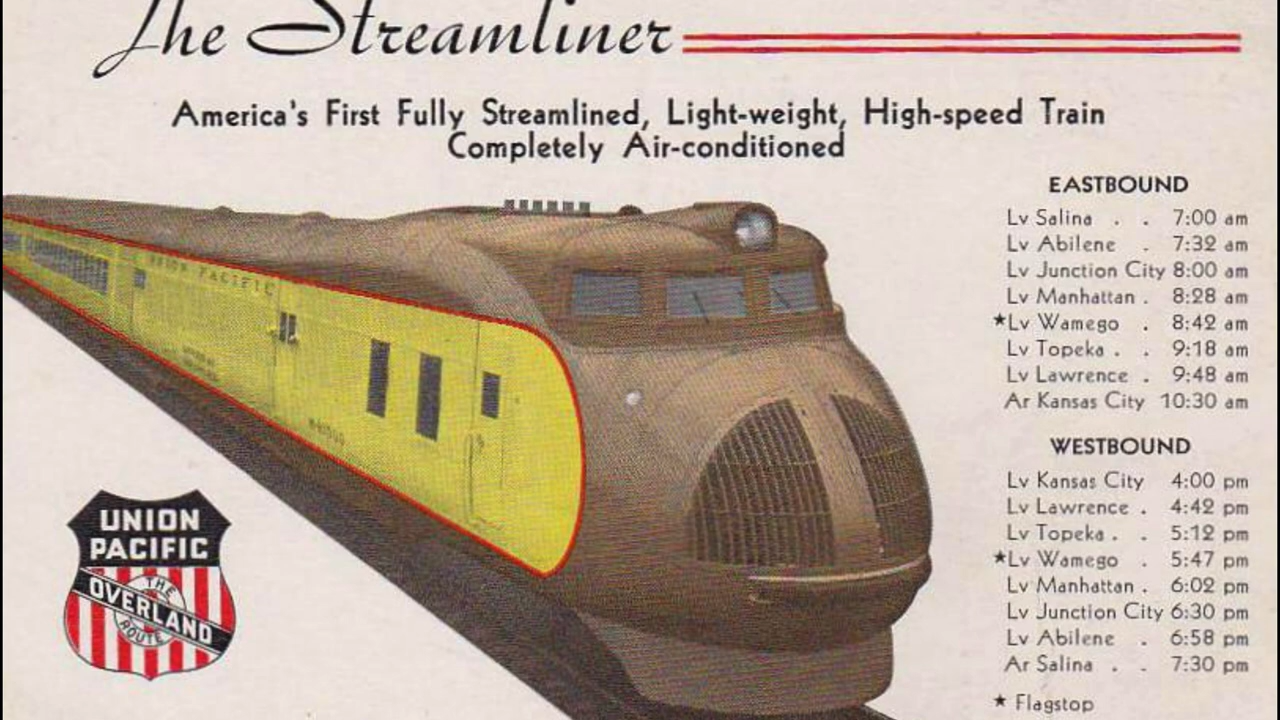 The Streamliner
America's First Fully Streamlined, Light-weight, High-speed Train
Completely Air-conditioned
EASTBOUND
Lv Salina . . 7:00 am
Lv Abilene . 7:32 am
Lv Junction City 8:00 am
Lv Manhattan . 8:28 am
★Lv Wamego . 8:42 am
Lv Topeka . . 9:18 am
Lv Lawrence . 9:48 am
Ar Kansas City 10:30 am
WESTBOUND
Lv Kansas City 4:00 pm
Lv Lawrence . 4:42 pm
Lv Topeka . . 5:12 pm
★Lv Wamego . 5:47 pm
Lv Manhattan . 6:02 pm
Lv Junction City 6:30 pm
Lv Abilene . 6:58 pm
Ar Salina . . 7:30 pm
★ Flagstop
UNION PACIFIC
UNION
PACIFIC
THE
OVERLAND
ROUTE